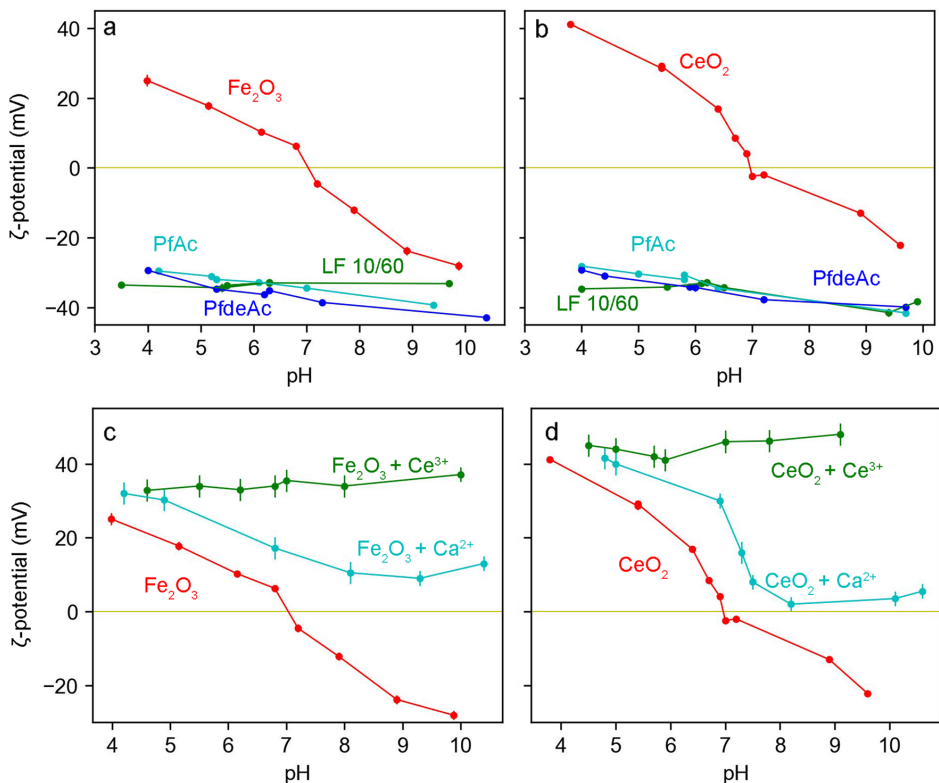 a
Fe₂O₃
PfAc
LF 10/60
PfdeAc
ζ-potential (mV)
40
20
0
−20
−40
3 4 5 6 7 8 9 10
pH
b
CeO₂
PfAc
LF 10/60
PfdeAc
3 4 5 6 7 8 9 10
pH
c
Fe₂O₃ + Ce³⁺
Fe₂O₃ + Ca²⁺
Fe₂O₃
ζ-potential (mV)
40
20
0
−20
4 5 6 7 8 9 10
pH
d
CeO₂ + Ce³⁺
CeO₂
CeO₂ + Ca²⁺
4 5 6 7 8 9 10
pH